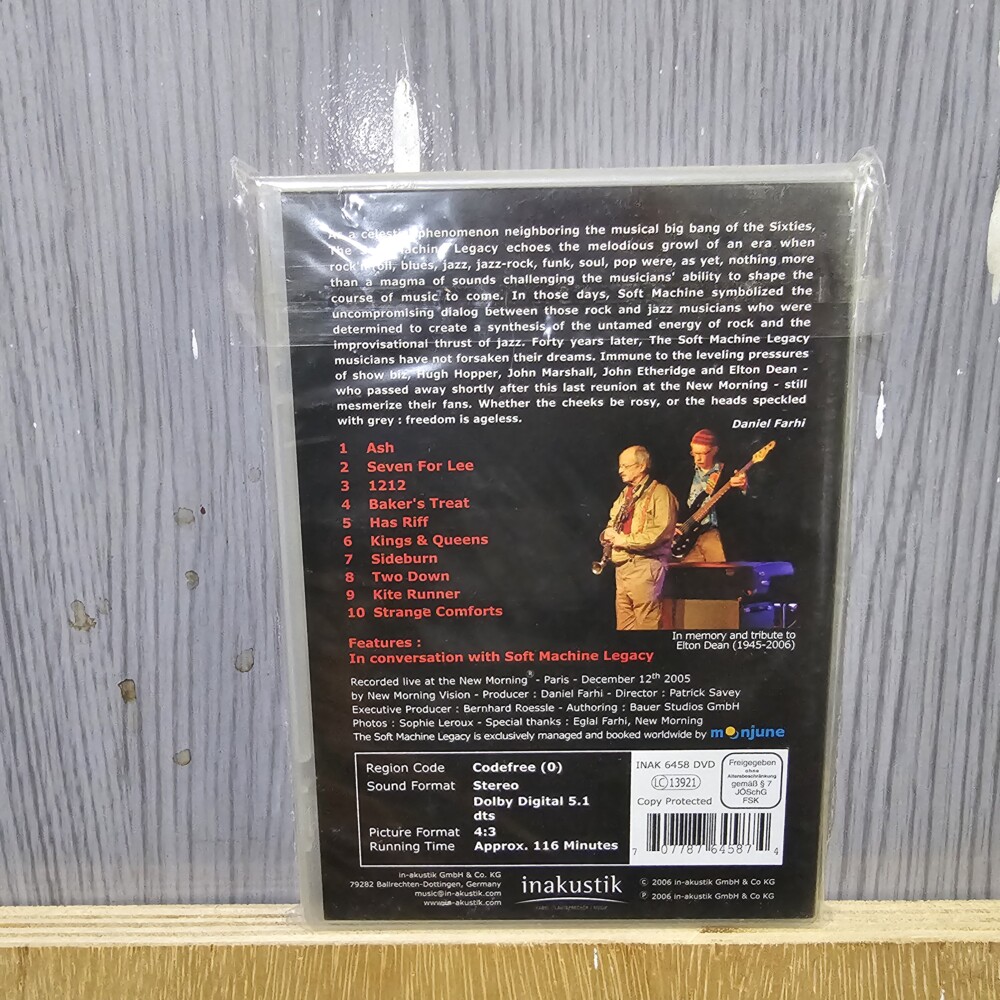 As a celestial phenomenon neighboring the musical big bang of the Sixties,
The Soft Machine Legacy echoes the melodious growl of an era when
rock'n roll, blues, jazz, jazz-rock, funk, soul, pop were, as yet, nothing more
than a magma of sounds challenging the musicians' ability to shape the
course of music to come. In those days, Soft Machine symbolized the
uncompromising dialog between those rock and jazz musicians who were
determined to create a synthesis of the untamed energy of rock and the
improvisational thrust of jazz. Forty years later, The Soft Machine Legacy
musicians have not forsaken their dreams. Immune to the leveling pressures
of show biz, Hugh Hopper, John Marshall, John Etheridge and Elton Dean -
who passed away shortly after this last reunion at the New Morning - still
mesmerize their fans. Whether the cheeks be rosy, or the heads speckled
with grey : freedom is ageless.
Daniel Farhi
1 Ash
2 Seven For Lee
3 1212
4 Baker's Treat
5 Has Riff
6 Kings & Queens
7 Sideburn
8 Two Down
9 Kite Runner
10 Strange Comforts
In memory and tribute to
Elton Dean (1945-2006)
Features :
In conversation with Soft Machine Legacy
Recorded live at the New Morning® - Paris - December 12th 2005
by New Morning Vision - Producer : Daniel Farhi - Director : Patrick Savey
Executive Producer : Bernhard Roessle - Authoring : Bauer Studios GmbH
Photos : Sophie Leroux - Special thanks : Eglal Farhi, New Morning
The Soft Machine Legacy is exclusively managed and booked worldwide by moonjune
Region Code Codefree (0)
Sound Format Stereo
Dolby Digital 5.1
dts
Picture Format 4:3
Running Time Approx. 116 Minutes
INAK 6458 DVD
LC 13921
Copy Protected
Freigegeben
ohne
Altersbeschränkung
gemäß § 7
JÖSchG
FSK
7 07787 64587 4
in-akustik GmbH & Co. KG
79282 Ballrechten-Dottingen, Germany
music@in-akustik.com
www.in-akustik.com
inakustik
© 2006 in-akustik GmbH & Co KG
℗ 2006 in-akustik GmbH & Co KG